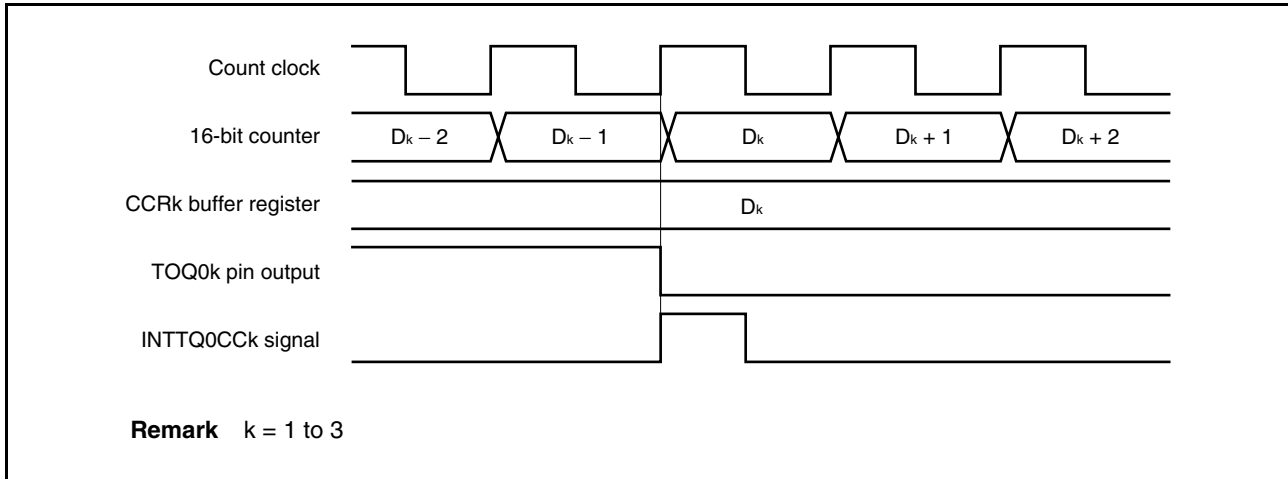 Count clock
16-bit counter Dₖ − 2 Dₖ − 1 Dₖ Dₖ + 1 Dₖ + 2
CCRk buffer register Dₖ
TOQ0k pin output
INTTQ0CCk signal
Remark k = 1 to 3